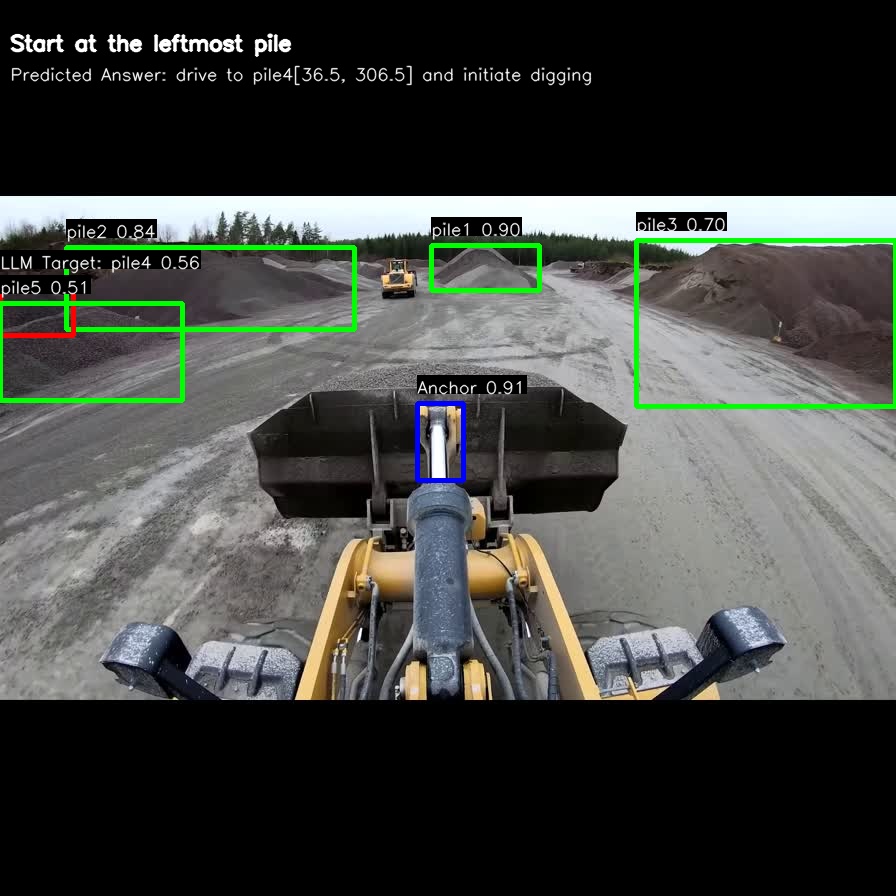 Start at the leftmost pile
Predicted Answer: drive to pile4[36.5, 306.5] and initiate digging
pile2 0.84
pile1 0.90
pile3 0.70
LLM Target: pile4 0.56
pile5 0.51
Anchor 0.91